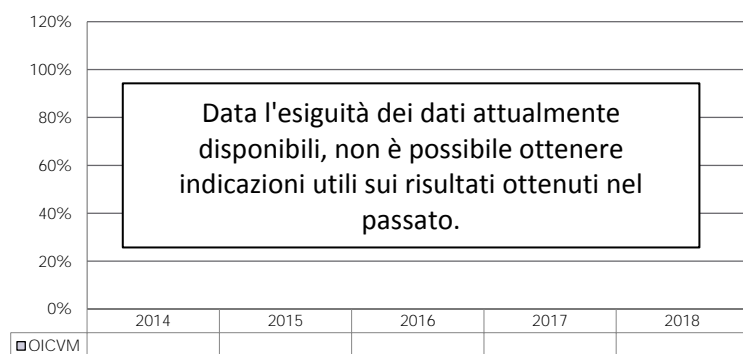 120%
100%
80%
60%
40%
20%
0%
Data l'esiguità dei dati attualmente
disponibili, non è possibile ottenere
indicazioni utili sui risultati ottenuti nel
passato.
2014 2015 2016 2017 2018
OICVM